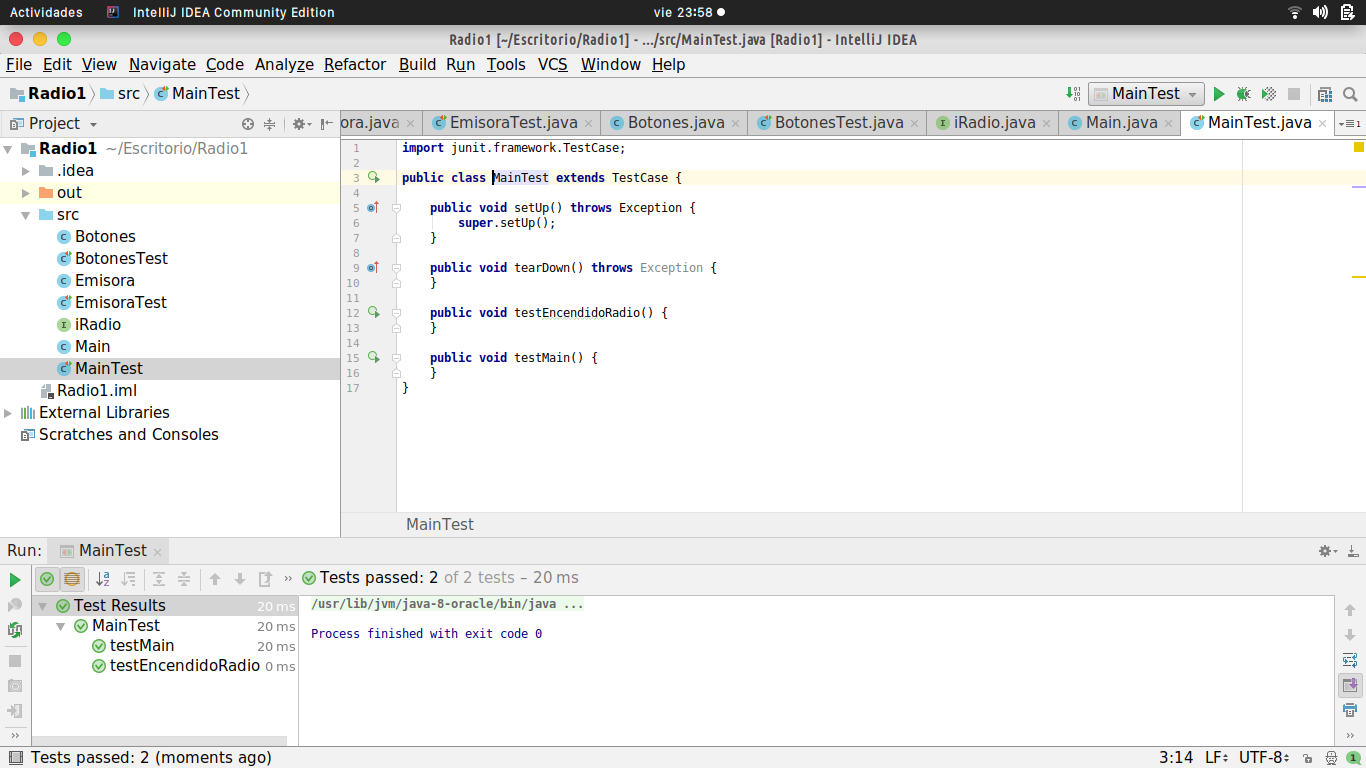 Actividades IntelliJ IDEA Community Edition vie 23:58
Radio1 [~/Escritorio/Radio1] - .../src/MainTest.java [Radio1] - IntelliJ IDEA
File Edit View Navigate Code Analyze Refactor Build Run Tools VCS Window Help
Radio1 src MainTest MainTest
Project
ora.java EmisoraTest.java Botones.java BotonesTest.java iRadio.java Main.java MainTest.java
Radio1 ~/Escritorio/Radio1
.idea
out
src
Botones
BotonesTest
Emisora
EmisoraTest
iRadio
Main
MainTest
Radio1.iml
External Libraries
Scratches and Consoles
1 import junit.framework.TestCase;
2
3 public class MainTest extends TestCase {
4
5 public void setUp() throws Exception {
6 super.setUp();
7 }
8
9 public void tearDown() throws Exception {
10 }
11
12 public void testEncendidoRadio() {
13 }
14
15 public void testMain() {
16 }
17 }
MainTest
Run: MainTest
Tests passed: 2 of 2 tests – 20 ms
Test Results 20 ms
MainTest 20 ms
testMain 20 ms
testEncendidoRadio 0 ms
/usr/lib/jvm/java-8-oracle/bin/java ...
Process finished with exit code 0
Tests passed: 2 (moments ago) 3:14 LF UTF-8 1